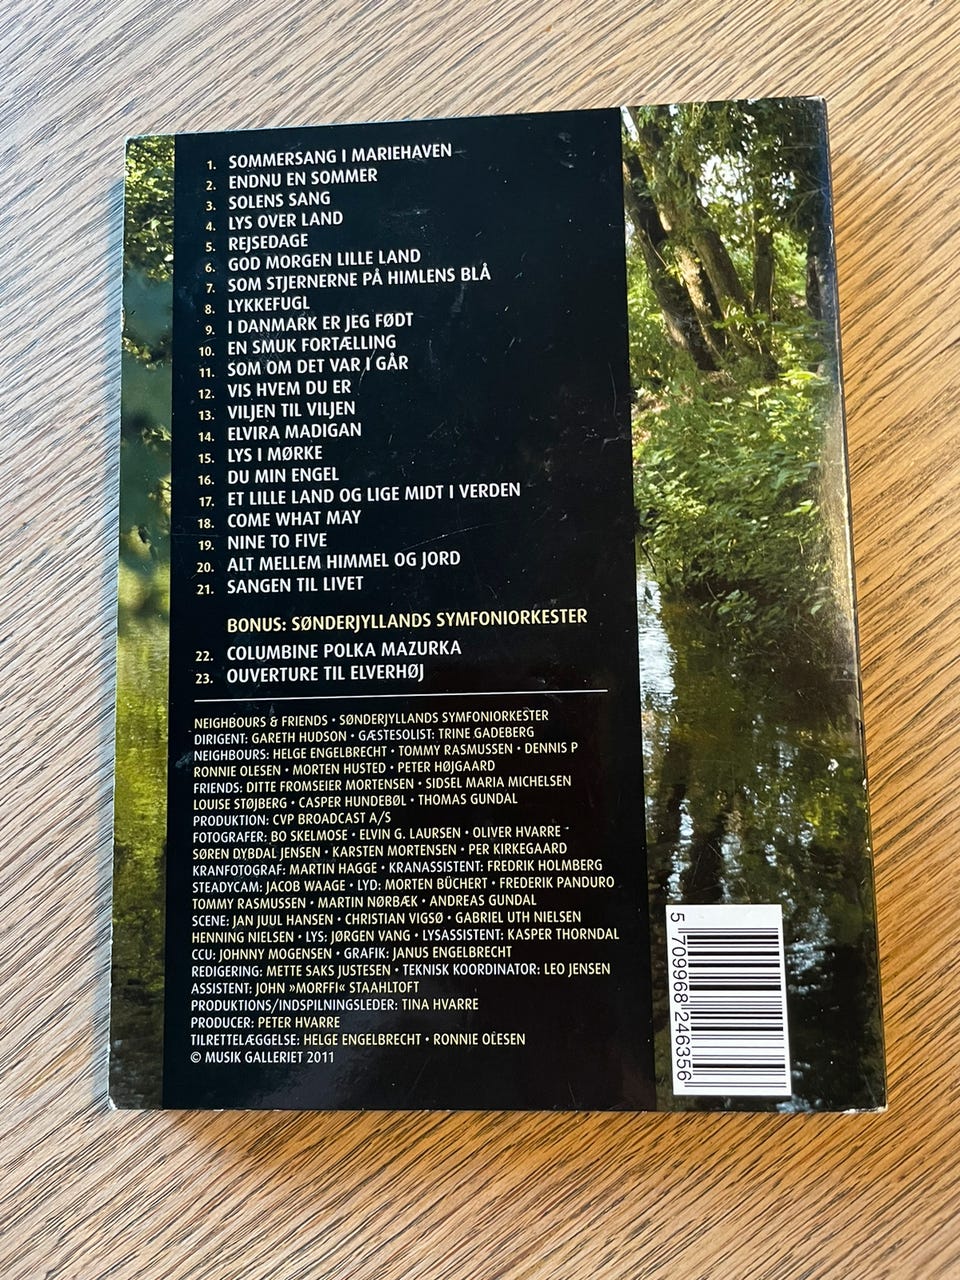 1. SOMMERSANG I MARIEHAVEN
2. ENDNU EN SOMMER
3. SOLENS SANG
4. LYS OVER LAND
5. REJSEDAGE
6. GOD MORGEN LILLE LAND
7. SOM STJERNERNE PÅ HIMLENS BLÅ
8. LYKKEFUGL
9. I DANMARK ER JEG FØDT
10. EN SMUK FORTÆLLING
11. SOM OM DET VAR I GÅR
12. VIS HVEM DU ER
13. VILJEN TIL VILJEN
14. ELVIRA MADIGAN
15. LYS I MØRKE
16. DU MIN ENGEL
17. ET LILLE LAND OG LIGE MIDT I VERDEN
18. COME WHAT MAY
19. NINE TO FIVE
20. ALT MELLEM HIMMEL OG JORD
21. SANGEN TIL LIVET
BONUS: SØNDERJYLLANDS SYMFONIORKESTER
22. COLUMBINE POLKA MAZURKA
23. OUVERTURE TIL ELVERHØJ
NEIGHBOURS & FRIENDS • SØNDERJYLLANDS SYMFONIORKESTER
DIRIGENT: GARETH HUDSON • GÆSTESOLIST: TRINE GADEBERG
NEIGHBOURS: HELGE ENGELBRECHT • TOMMY RASMUSSEN • DENNIS P
RONNIE OLESEN • MORTEN HUSTED • PETER HØJGAARD
FRIENDS: DITTE FROMSEIER MORTENSEN • SIDSEL MARIA MICHELSEN
LOUISE STØJBERG • CASPER HUNDEBØL • THOMAS GUNDAL
PRODUKTION: CVP BROADCAST A/S
FOTOGRAFER: BO SKELMOSE • ELVIN G. LAURSEN • OLIVER HVARRE •
SØREN DYBDAL JENSEN • KARSTEN MORTENSEN • PER KIRKEGAARD
KRANFOTOGRAF: MARTIN HAGGE • KRANASSISTENT: FREDRIK HOLMBERG
STEADYCAM: JACOB WAAGE • LYD: MORTEN BÜCHERT • FREDERIK PANDURO
TOMMY RASMUSSEN • MARTIN NØRBÆK • ANDREAS GUNDAL
SCENE: JAN JUUL HANSEN • CHRISTIAN VIGSØ • GABRIEL UTH NIELSEN
HENNING NIELSEN • LYS: JØRGEN VANG • LYSASSISTENT: KASPER THORNDAL
CCU: JOHNNY MOGENSEN • GRAFIK: JANUS ENGELBRECHT
REDIGERING: METTE SAKS JUSTESEN • TEKNISK KOORDINATOR: LEO JENSEN
ASSISTENT: JOHN »MORFFI« STAAHLTOFT
PRODUKTIONS/INDSPILNINGSLEDER: TINA HVARRE
PRODUCER: PETER HVARRE
TILRETTELÆGGELSE: HELGE ENGELBRECHT • RONNIE OLESEN
© MUSIK GALLERIET 2011
5 709968 246356